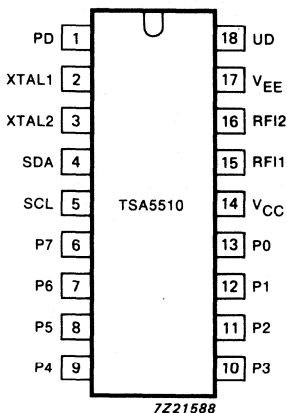 PD 1 18 UD
XTAL1 2 17 VEE
XTAL2 3 16 RFI2
SDA 4 15 RFI1
SCL 5 TSA5510 14 VCC
P7 6 13 P0
P6 7 12 P1
P5 8 11 P2
P4 9 10 P3
7Z21588